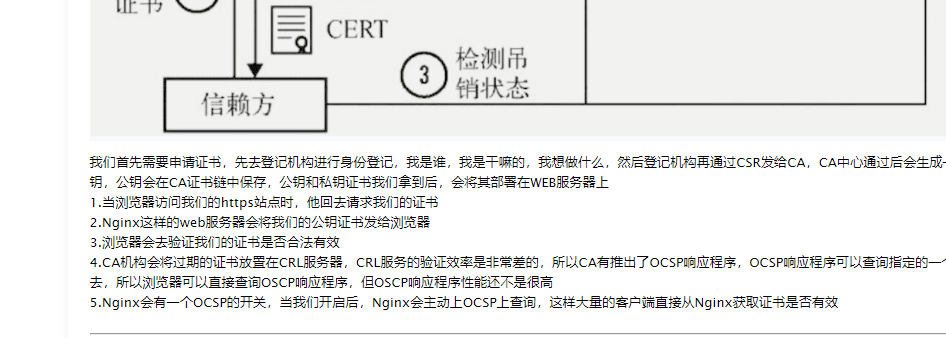 证书
CERT
3
检测吊
销状态
信赖方
我们首先需要申请证书，先去登记机构进行身份登记，我是谁，我是干嘛的，我想做什么，然后登记机构再通过CSR发给CA，CA中心通过后会生成一
钥，公钥会在CA证书链中保存，公钥和私钥证书我们拿到后，会将其部署在WEB服务器上
1.当浏览器访问我们的https站点时，他回去请求我们的证书
2.Nginx这样的web服务器会将我们的公钥证书发给浏览器
3.浏览器会去验证我们的证书是否合法有效
4.CA机构会将过期的证书放置在CRL服务器，CRL服务的验证效率是非常差的，所以CA有推出了OCSP响应程序，OCSP响应程序可以查询指定的一个
去，所以浏览器可以直接查询OSCP响应程序，但OSCP响应程序性能还不是很高
5.Nginx会有一个OCSP的开关，当我们开启后，Nginx会主动上OCSP上查询，这样大量的客户端直接从Nginx获取证书是否有效